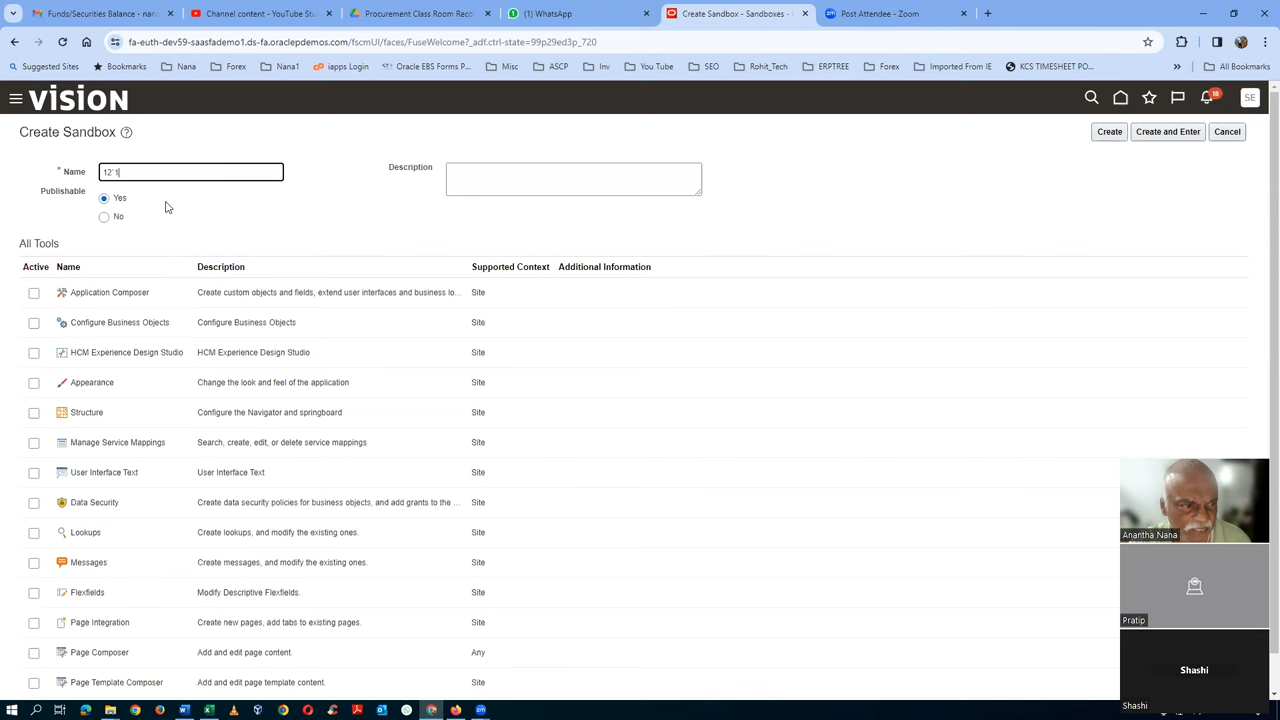 Funds/Security Verification
Content - YouTube Stu
Procurement Class Room Reco
(1) WhatsApp
Create Sandbox - Sandboxes -
Post Attendee - Zoom
fa-euth-dev59-saasfademo1.ds-fa.oraclepdemos.com/fscmUI/faces/FuseWelcome?_adf.ctrl-state=99p29ed3p_720
Suggested Sites
Bookmarks
Nana
Forex
Nana1
iapps Login
Oracle EBS Forms P...
Misc
ASCP
Inv
You Tube
SEO
Rohit_Tech
ERPTREE
Forex
Imported From IE
KCS TIMESHEET PO...
All Bookmarks
VISION
18
SE
Create Sandbox
Create
Create and Enter
Cancel
* Name
12`1
Description
Publishable
Yes
No
All Tools
Active Name Description Supported Context Additional Information
Application Composer Create custom objects and fields, extend user interfaces and business lo... Site
Configure Business Objects Configure Business Objects Site
HCM Experience Design Studio HCM Experience Design Studio Site
Appearance Change the look and feel of the application Site
Structure Configure the Navigator and springboard Site
Manage Service Mappings Search, create, edit, or delete service mappings Site
User Interface Text User Interface Text Site
Data Security Create data security policies for business objects, and add grants to the ... Site
Lookups Create lookups, and modify the existing ones. Site
Messages Create messages, and modify the existing ones. Site
Flexfields Modify Descriptive Flexfields. Site
Page Integration Create new pages, add tabs to existing pages. Site
Page Composer Add and edit page content. Any
Page Template Composer Add and edit page template content. Site
Anantha Nana
Pratip
Shashi
Shashi